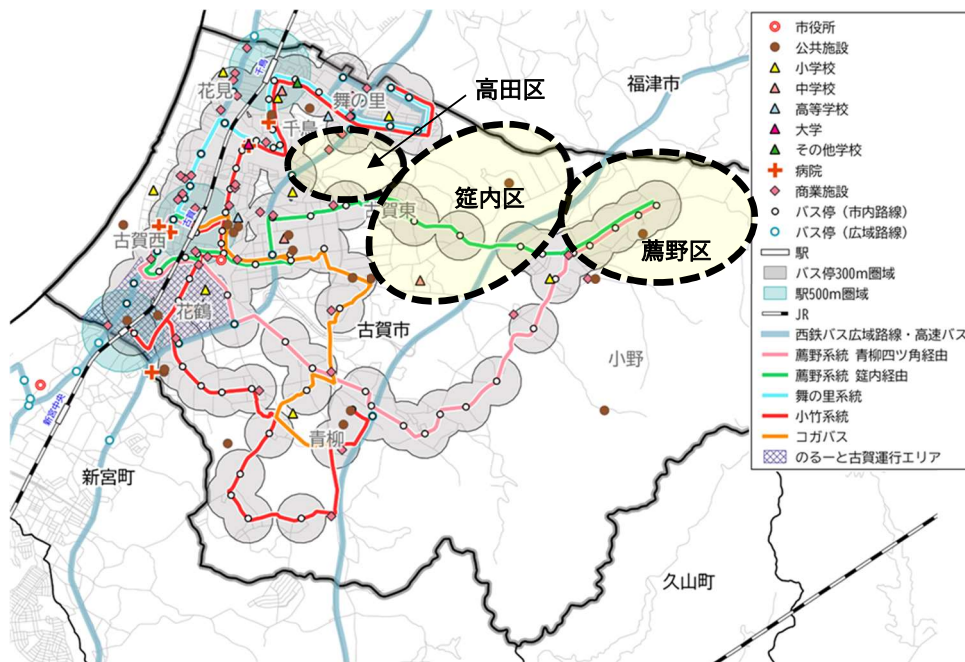 福津市
高田区
花見
千鳥
舞の里
千鳥
筵内区
古賀東
古賀西
古賀
薦野区
花鶴
古賀市
小野
新宮中央
青柳
新宮町
久山町
市役所
公共施設
小学校
中学校
高等学校
大学
その他学校
病院
商業施設
バス停（市内路線）
バス停（広域路線）
駅
バス停300m圏域
駅500m圏域
JR
西鉄バス広域路線・高速バス
薦野系統 青柳四ツ角経由
薦野系統 筵内経由
舞の里系統
小竹系統
コガバス
のるーと古賀運行エリア